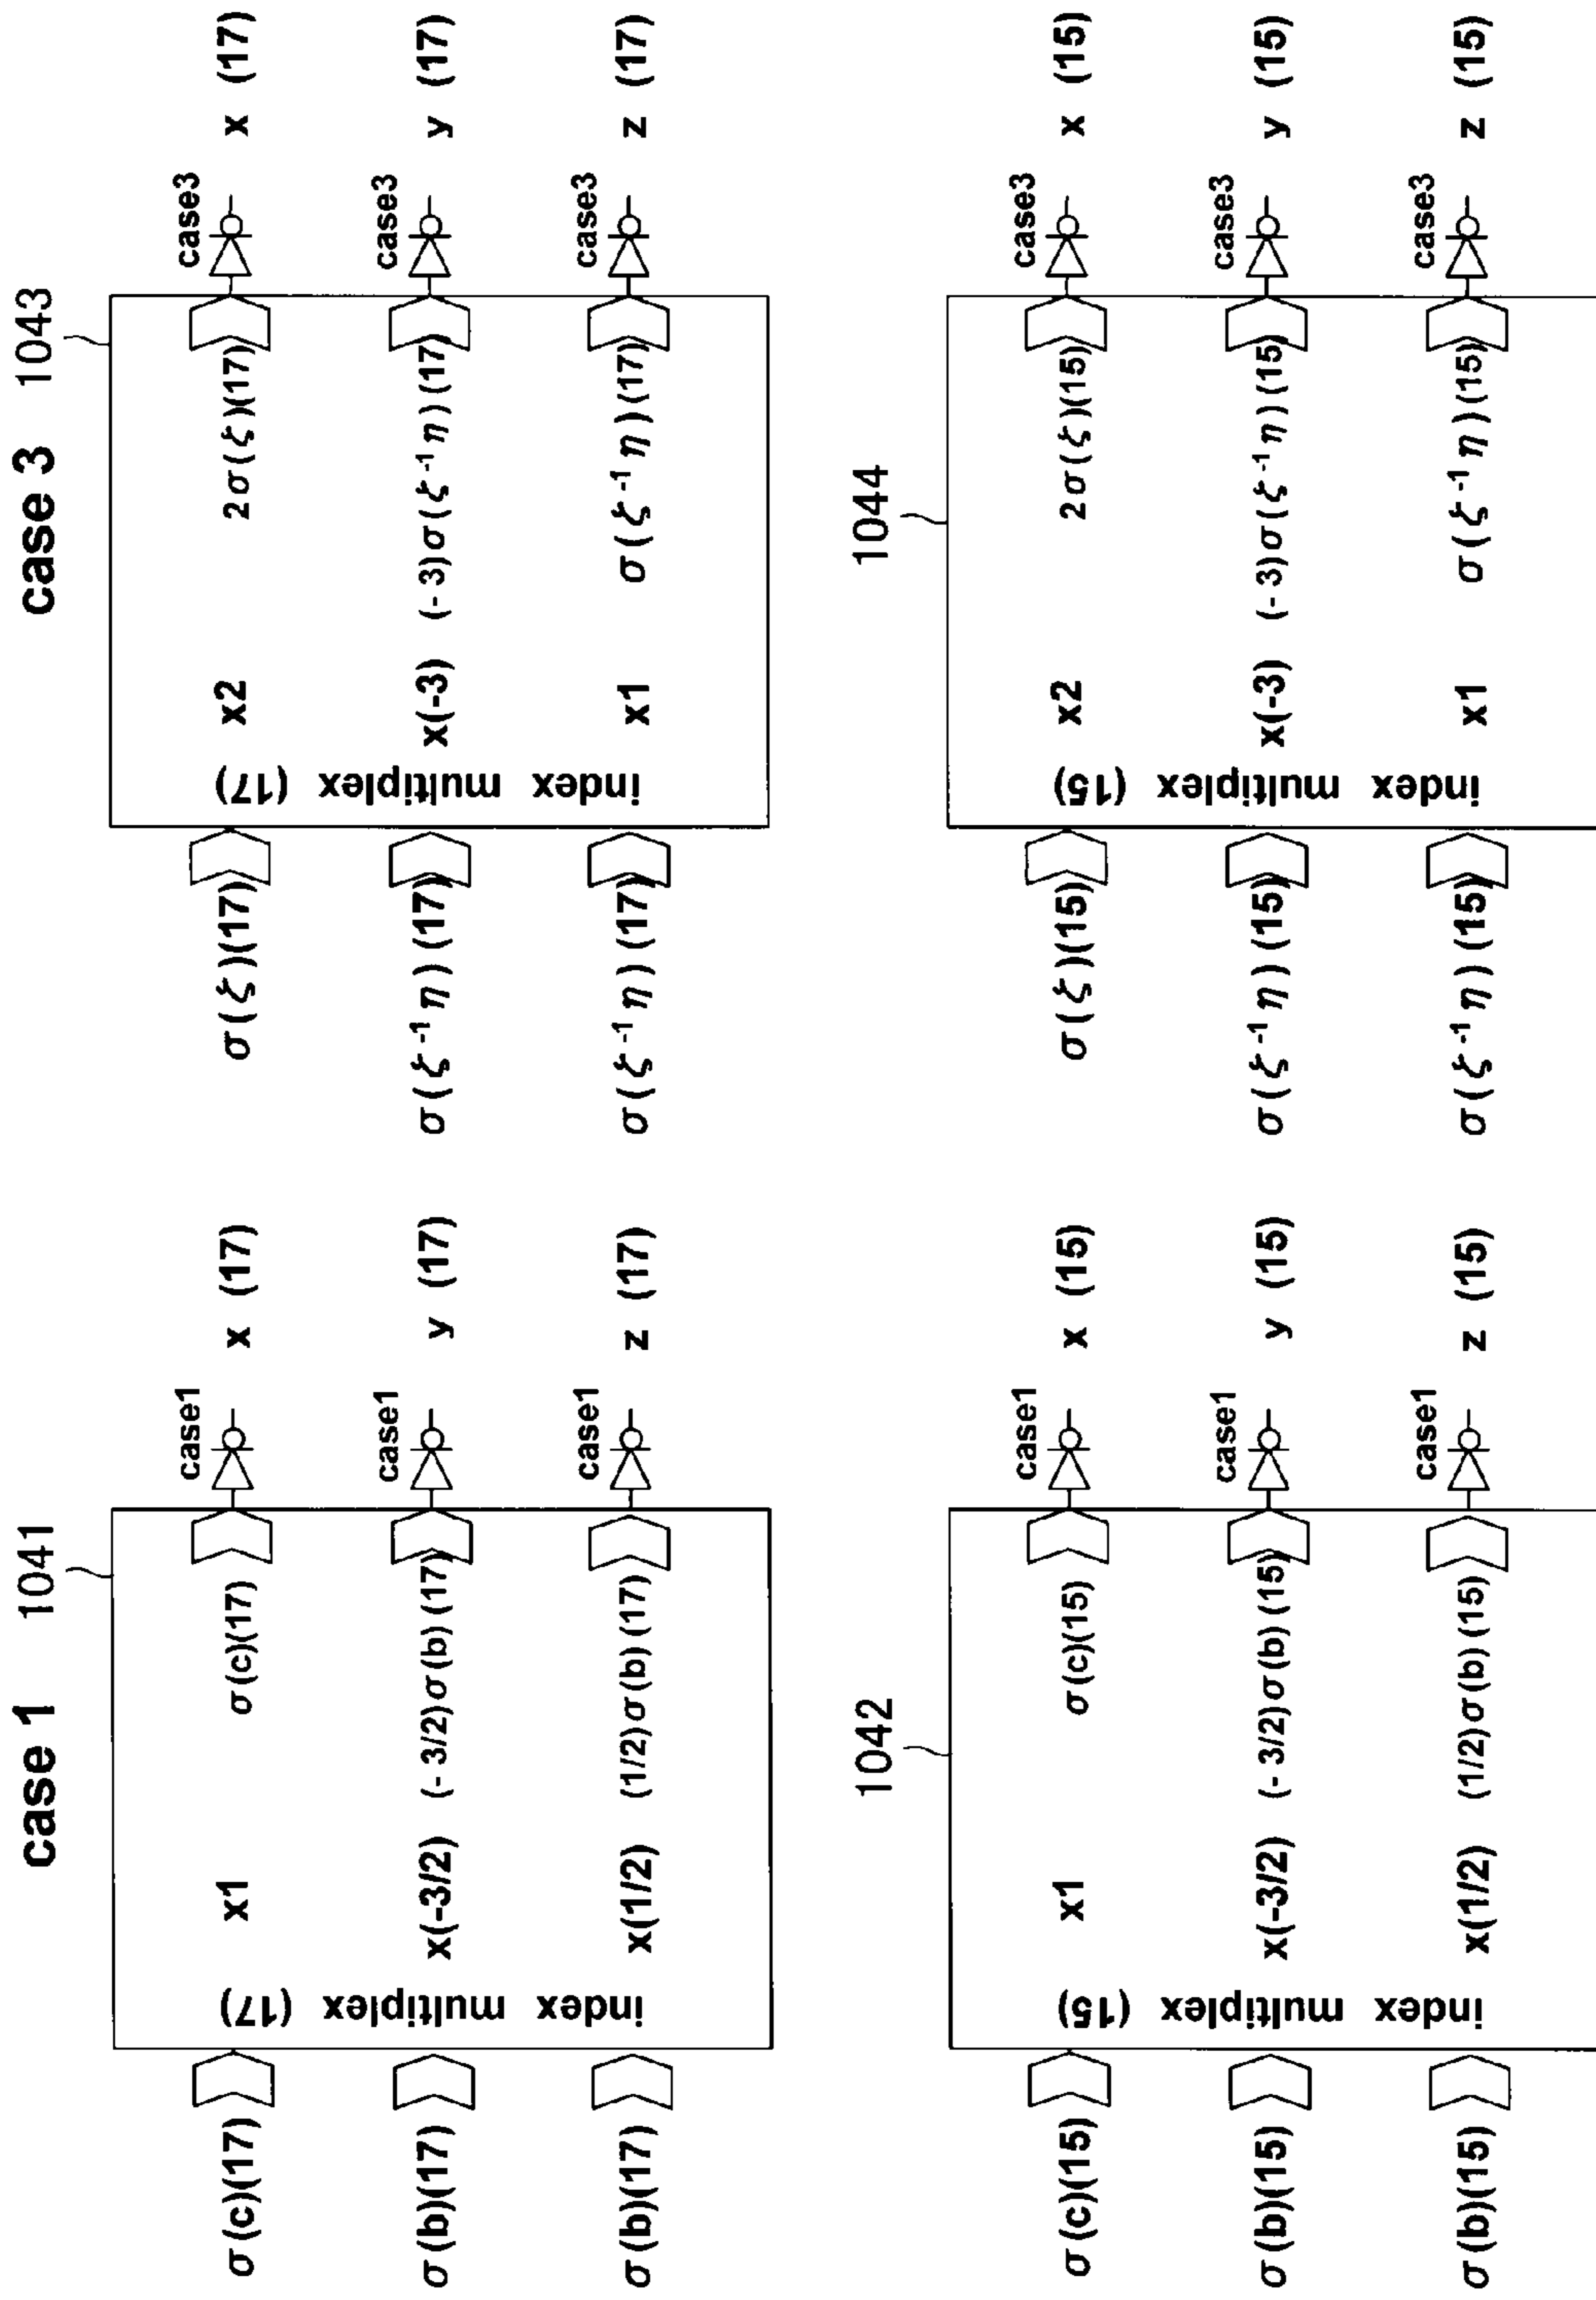 case 1
1041
σ(c)(17)
x1
σ(c)(17)
case1
x (17)
σ(b)(17)
x(-3/2)
(-3/2)σ(b)(17)
case1
y (17)
σ(b)(17)
x(1/2)
(1/2)σ(b)(17)
case1
z (17)
index multiplex (17)
case 3
1043
σ(ζ)(17)
x2
2σ(ζ)(17)
case3
x (17)
σ(ζ⁻¹η)(17)
x(-3)
(-3)σ(ζ⁻¹η)(17)
case3
y (17)
σ(ζ⁻¹η)(17)
x1
σ(ζ⁻¹η)(17)
case3
z (17)
index multiplex (17)
1042
σ(c)(15)
x1
σ(c)(15)
case1
x (15)
σ(b)(15)
x(-3/2)
(-3/2)σ(b)(15)
case1
y (15)
σ(b)(15)
x(1/2)
(1/2)σ(b)(15)
case1
z (15)
index multiplex (15)
1044
σ(ζ)(15)
x2
2σ(ζ)(15)
case3
x (15)
σ(ζ⁻¹η)(15)
x(-3)
(-3)σ(ζ⁻¹η)(15)
case3
y (15)
σ(ζ⁻¹η)(15)
x1
σ(ζ⁻¹η)(15)
case3
z (15)
index multiplex (15)